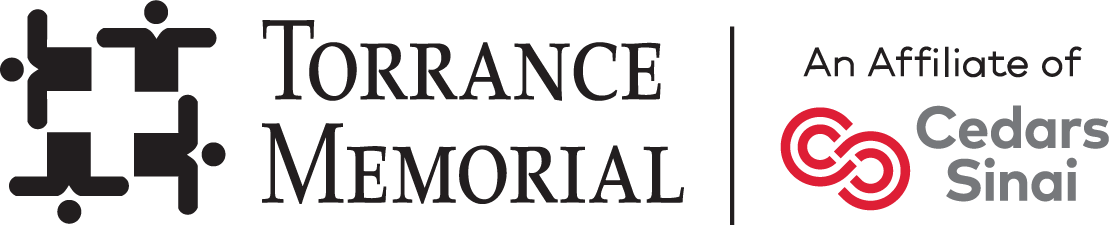 TORRANCE
MEMORIAL
An Affiliate of
Cedars
Sinai